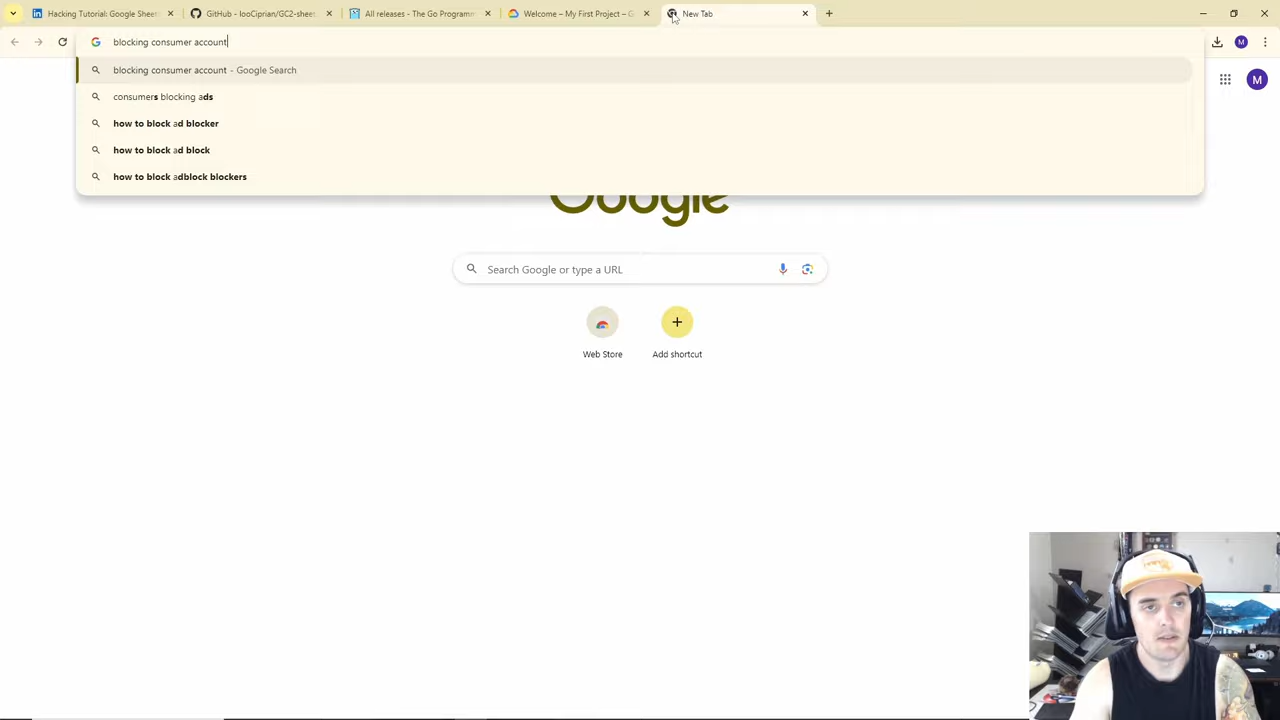 Hacking Tutorial: Google Sheet
GitHub - looCiprian/GC2-sheet
All releases - The Go Programm
Welcome – My First Project – G
New Tab
blocking consumer account
M
blocking consumer account - Google Search
consumers blocking ads
M
how to block ad blocker
how to block ad block
how to block adblock blockers
Google
Search Google or type a URL
Web Store
Add shortcut